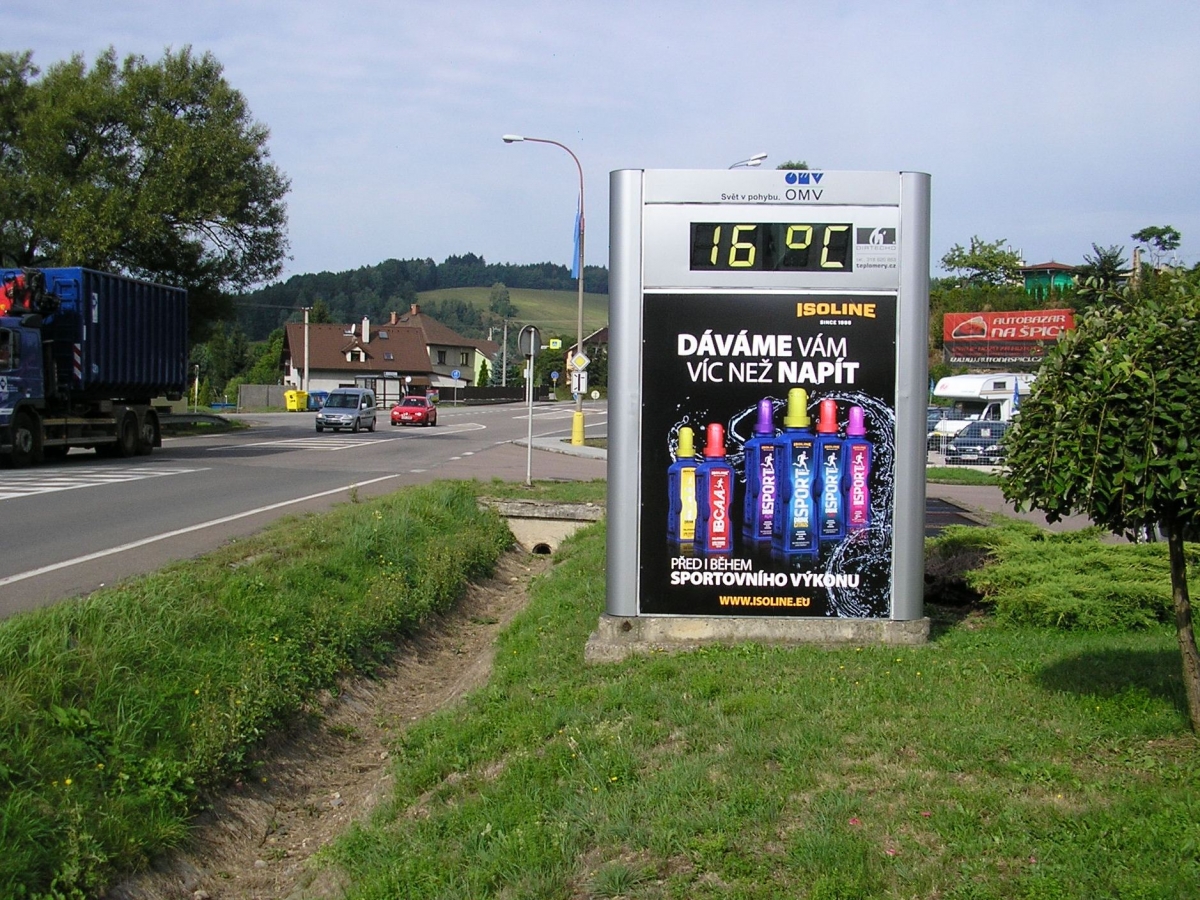 OMV
Svět v pohybu. OMV
16 °C
teplomery.cz
ISOLINE
SINCE 1990
DÁVÁME VÁM
VÍC NEŽ NAPÍT
BCAA
ISPORT
ISPORT
ISPORT
ISPORT
PŘED I BĚHEM
SPORTOVNÍHO VÝKONU
WWW.ISOLINE.EU
AUTOBAZAR
NA ŠPICI